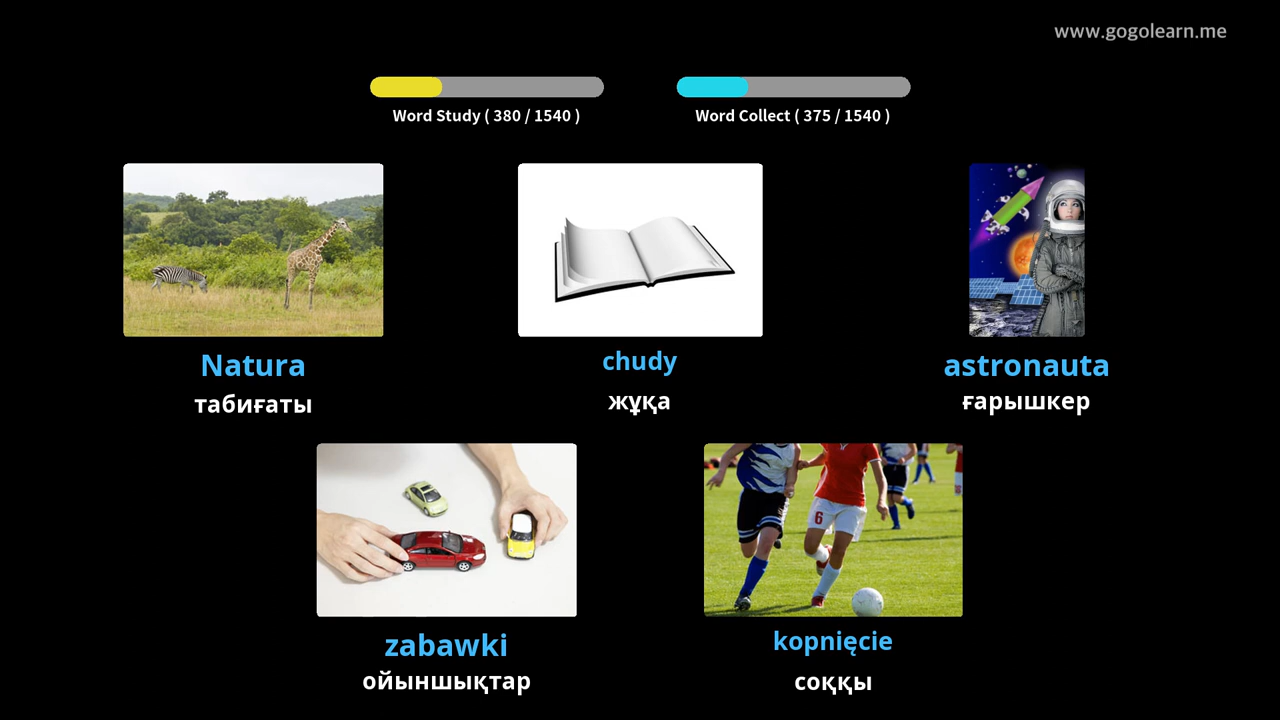 www.gogolearn.me
Word Study ( 380 / 1540 )
Word Collect ( 375 / 1540 )
Natura
табиғаты
chudy
жұқа
astronauta
ғарышкер
6
zabawki
ойыншықтар
kopnięcie
соққы